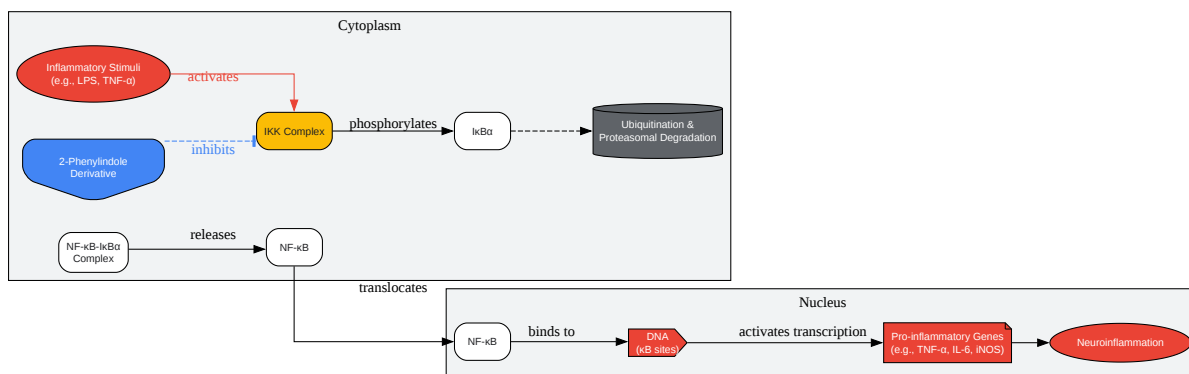 Cytoplasm
Inflammatory Stimuli
(e.g., LPS, TNF-α)
activates
IKK Complex
phosphorylates
IκBα
Ubiquitination &
Proteasomal Degradation
2-Phenylindole
Derivative
inhibits
NF-κB-IκBα
Complex
releases
NF-κB
translocates
Nucleus
NF-κB
binds to
DNA
(κB sites)
activates transcription
Pro-inflammatory Genes
(e.g., TNF-α, IL-6, iNOS)
Neuroinflammation